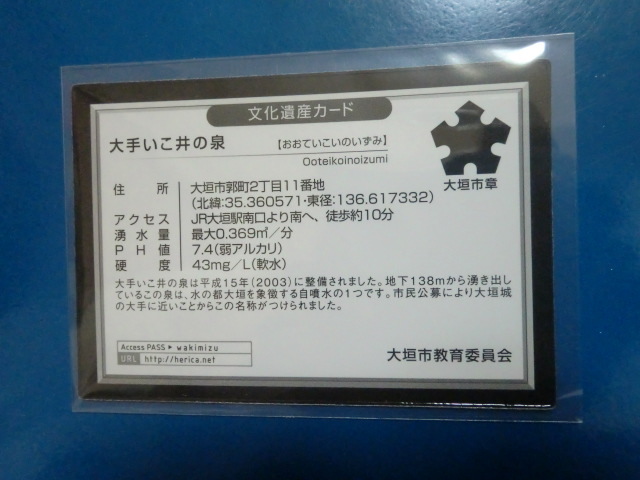 文化遺産カード
大手いこ井の泉 【おおていこいのいずみ】
Ooteikoinoizumi
大垣市章
住所 大垣市郭町2丁目11番地
(北緯:35.360571・東径:136.617332)
アクセス JR大垣駅南口より南へ、徒歩約10分
湧水量 最大0.369㎥/分
PH値 7.4(弱アルカリ)
硬度 43mg/L(軟水)
大手いこ井の泉は平成15年(2003)に整備されました。地下138mから湧き出し
ているこの泉は、水の都大垣を象徴する自噴水の1つです。市民公募により大垣城
の大手に近いことからこの名称がつけられました。
Access PASS▶wakimizu
URL http://herica.net
大垣市教育委員会